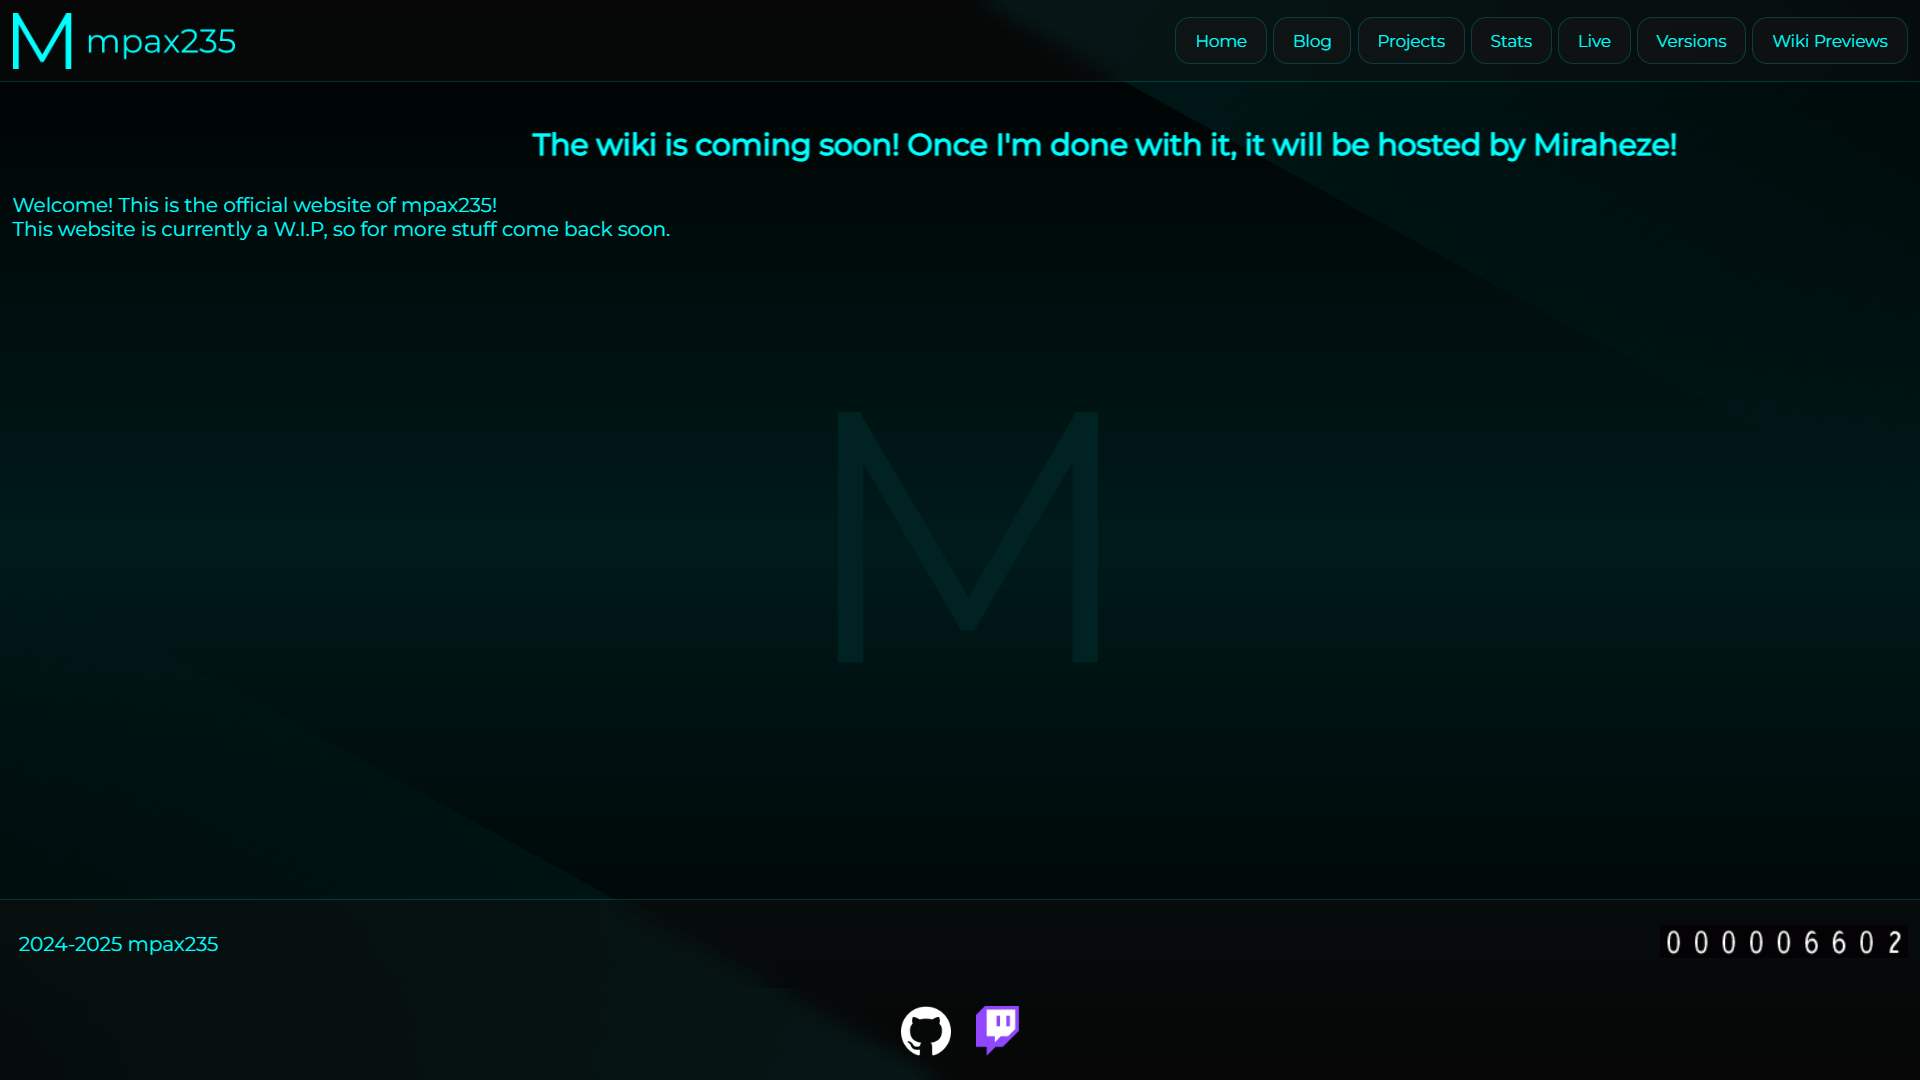 M mpax235
Home Blog Projects Stats Live Versions Wiki Previews
The wiki is coming soon! Once I'm done with it, it will be hosted by Miraheze!
Welcome! This is the official website of mpax235!
This website is currently a W.I.P, so for more stuff come back soon.
M
2024-2025 mpax235
0000006602